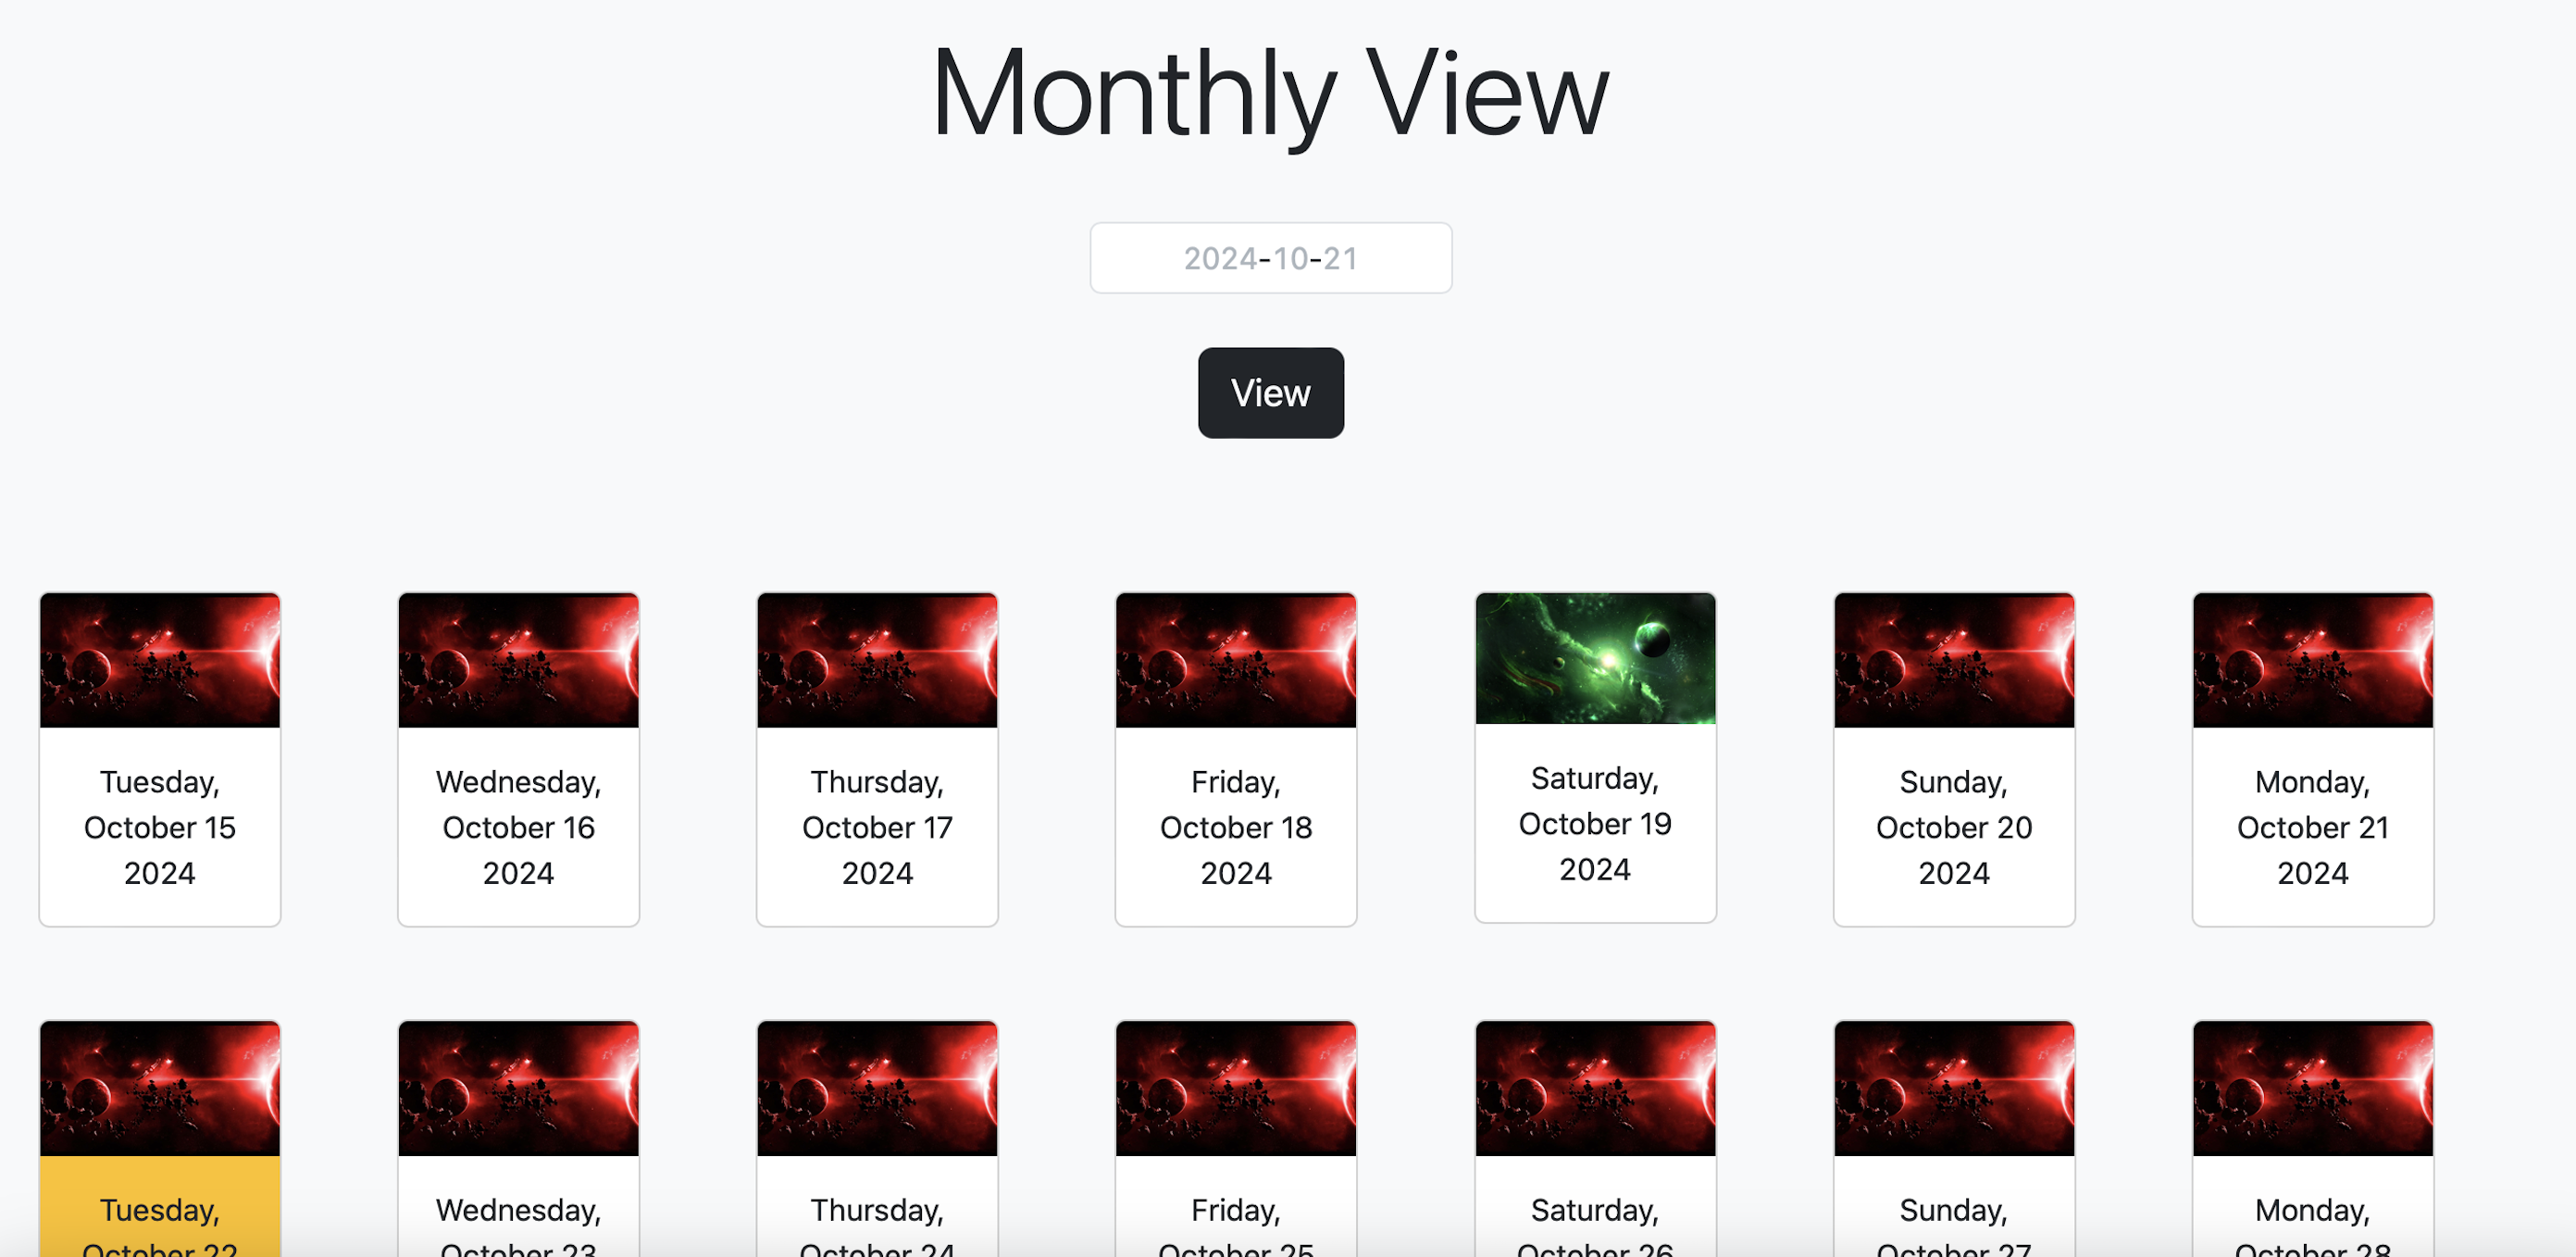 Monthly View
2024-10-21
View
Tuesday,
October 15
2024
Wednesday,
October 16
2024
Thursday,
October 17
2024
Friday,
October 18
2024
Saturday,
October 19
2024
Sunday,
October 20
2024
Monday,
October 21
2024
Tuesday,
October 22
Wednesday,
October 23
Thursday,
October 24
Friday,
October 25
Saturday,
October 26
Sunday,
October 27
Monday,
October 28